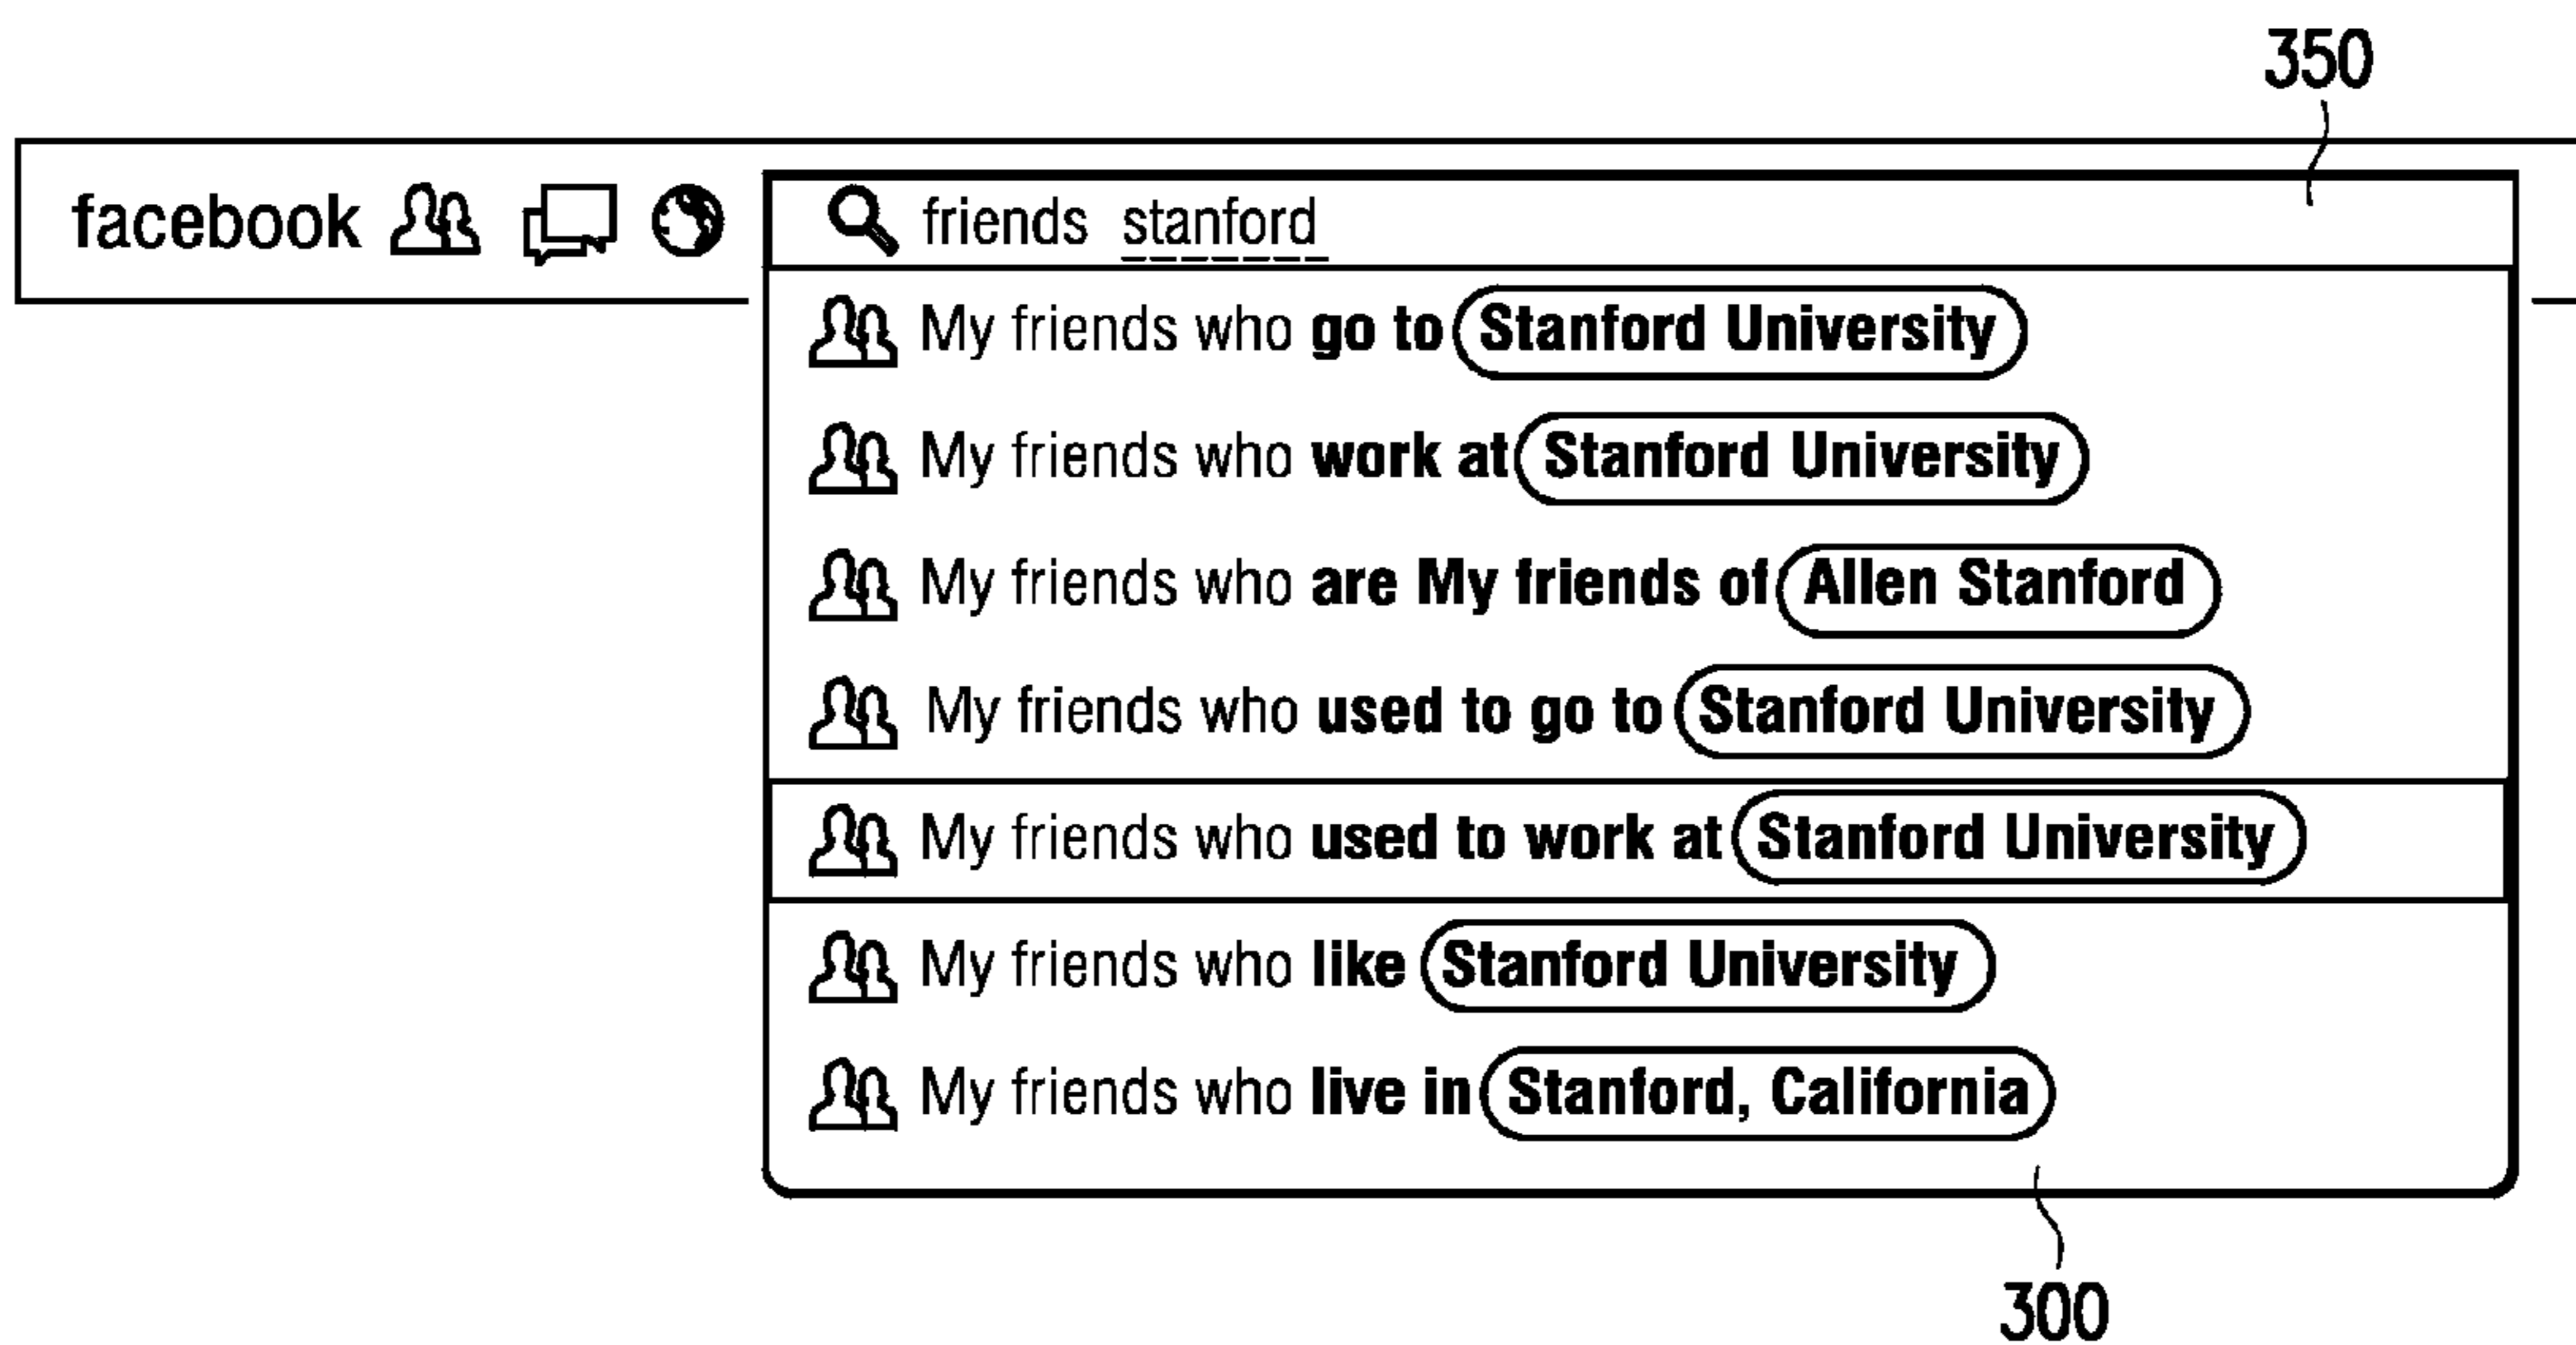 350
facebook friends stanford
My friends who go to Stanford University
My friends who work at Stanford University
My friends who are My friends of Allen Stanford
My friends who used to go to Stanford University
My friends who used to work at Stanford University
My friends who like Stanford University
My friends who live in Stanford, California
300